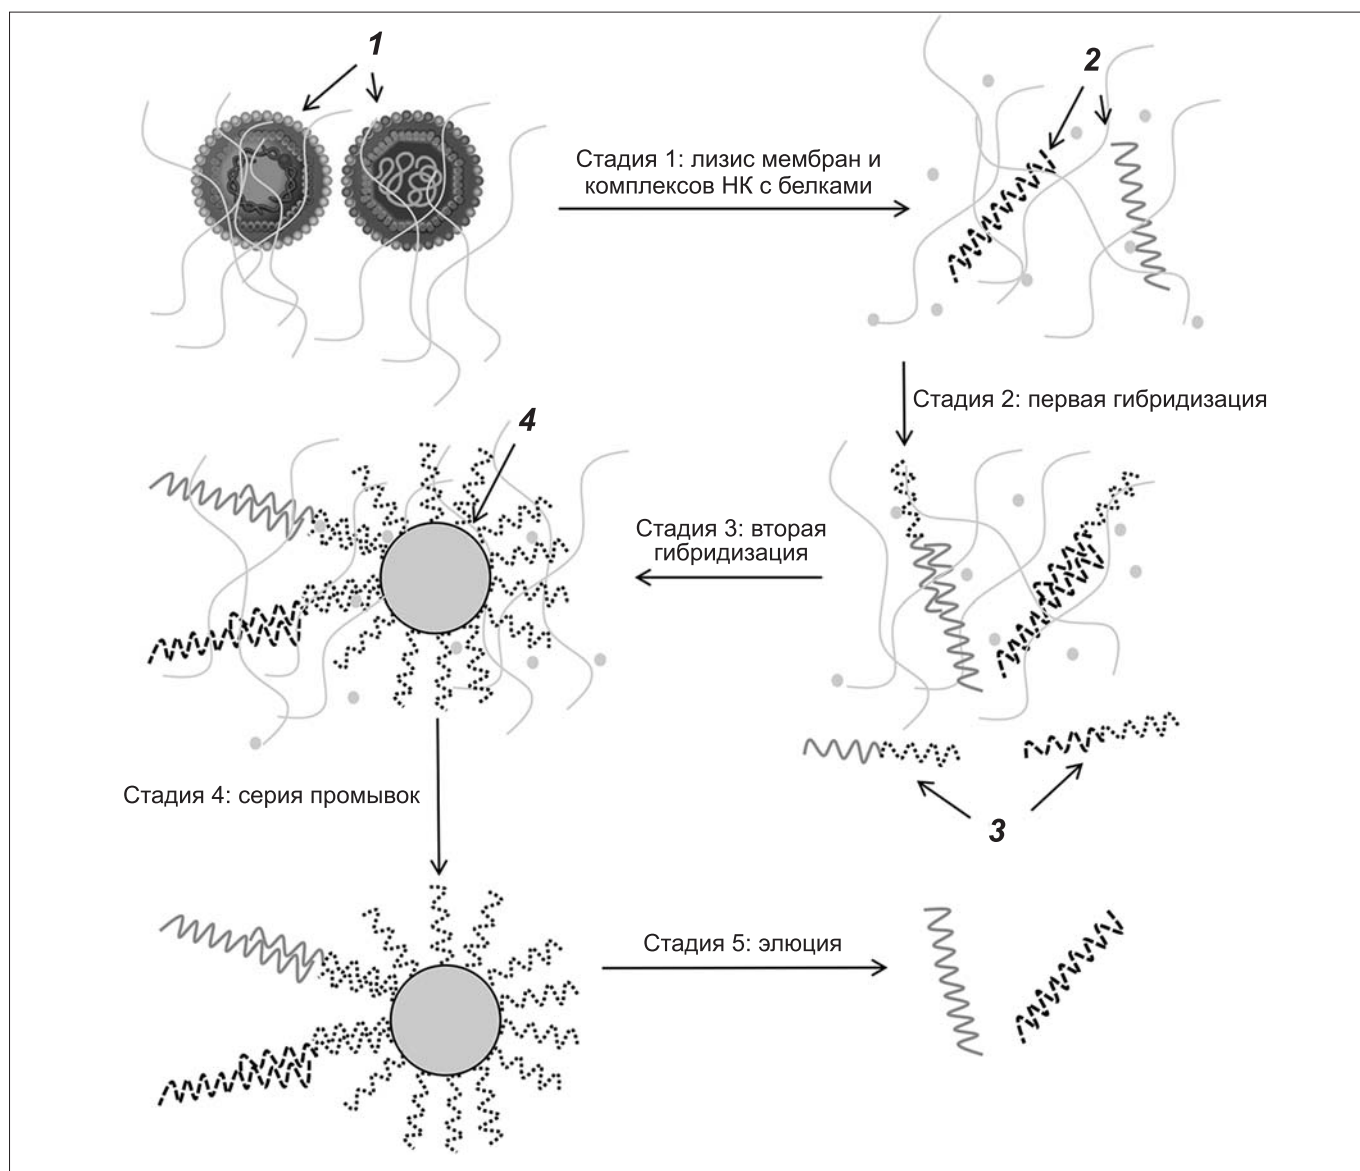 1
2
Стадия 1: лизис мембран и
комплексов НК с белками
Стадия 2: первая гибридизация
4
Стадия 3: вторая
гибридизация
3
Стадия 4: серия промывок
Стадия 5: элюция